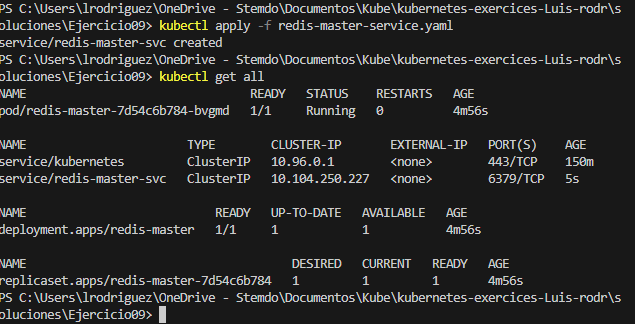 PS C:\Users\lrodriguez\OneDrive - Stemdo\Documentos\Kube\kubernetes-exercices-Luis-rodr\s
oluciones\Ejercicio09> kubectl apply -f redis-master-service.yaml
service/redis-master-svc created
PS C:\Users\lrodriguez\OneDrive - Stemdo\Documentos\Kube\kubernetes-exercices-Luis-rodr\s
oluciones\Ejercicio09> kubectl get all
NAME READY STATUS RESTARTS AGE
pod/redis-master-7d54c6b784-bvgmd 1/1 Running 0 4m56s
NAME TYPE CLUSTER-IP EXTERNAL-IP PORT(S) AGE
service/kubernetes ClusterIP 10.96.0.1 <none> 443/TCP 150m
service/redis-master-svc ClusterIP 10.104.250.227 <none> 6379/TCP 5s
NAME READY UP-TO-DATE AVAILABLE AGE
deployment.apps/redis-master 1/1 1 1 4m56s
NAME DESIRED CURRENT READY AGE
replicaset.apps/redis-master-7d54c6b784 1 1 1 4m56s
PS C:\Users\lrodriguez\OneDrive - Stemdo\Documentos\Kube\kubernetes-exercices-Luis-rodr\s
oluciones\Ejercicio09>